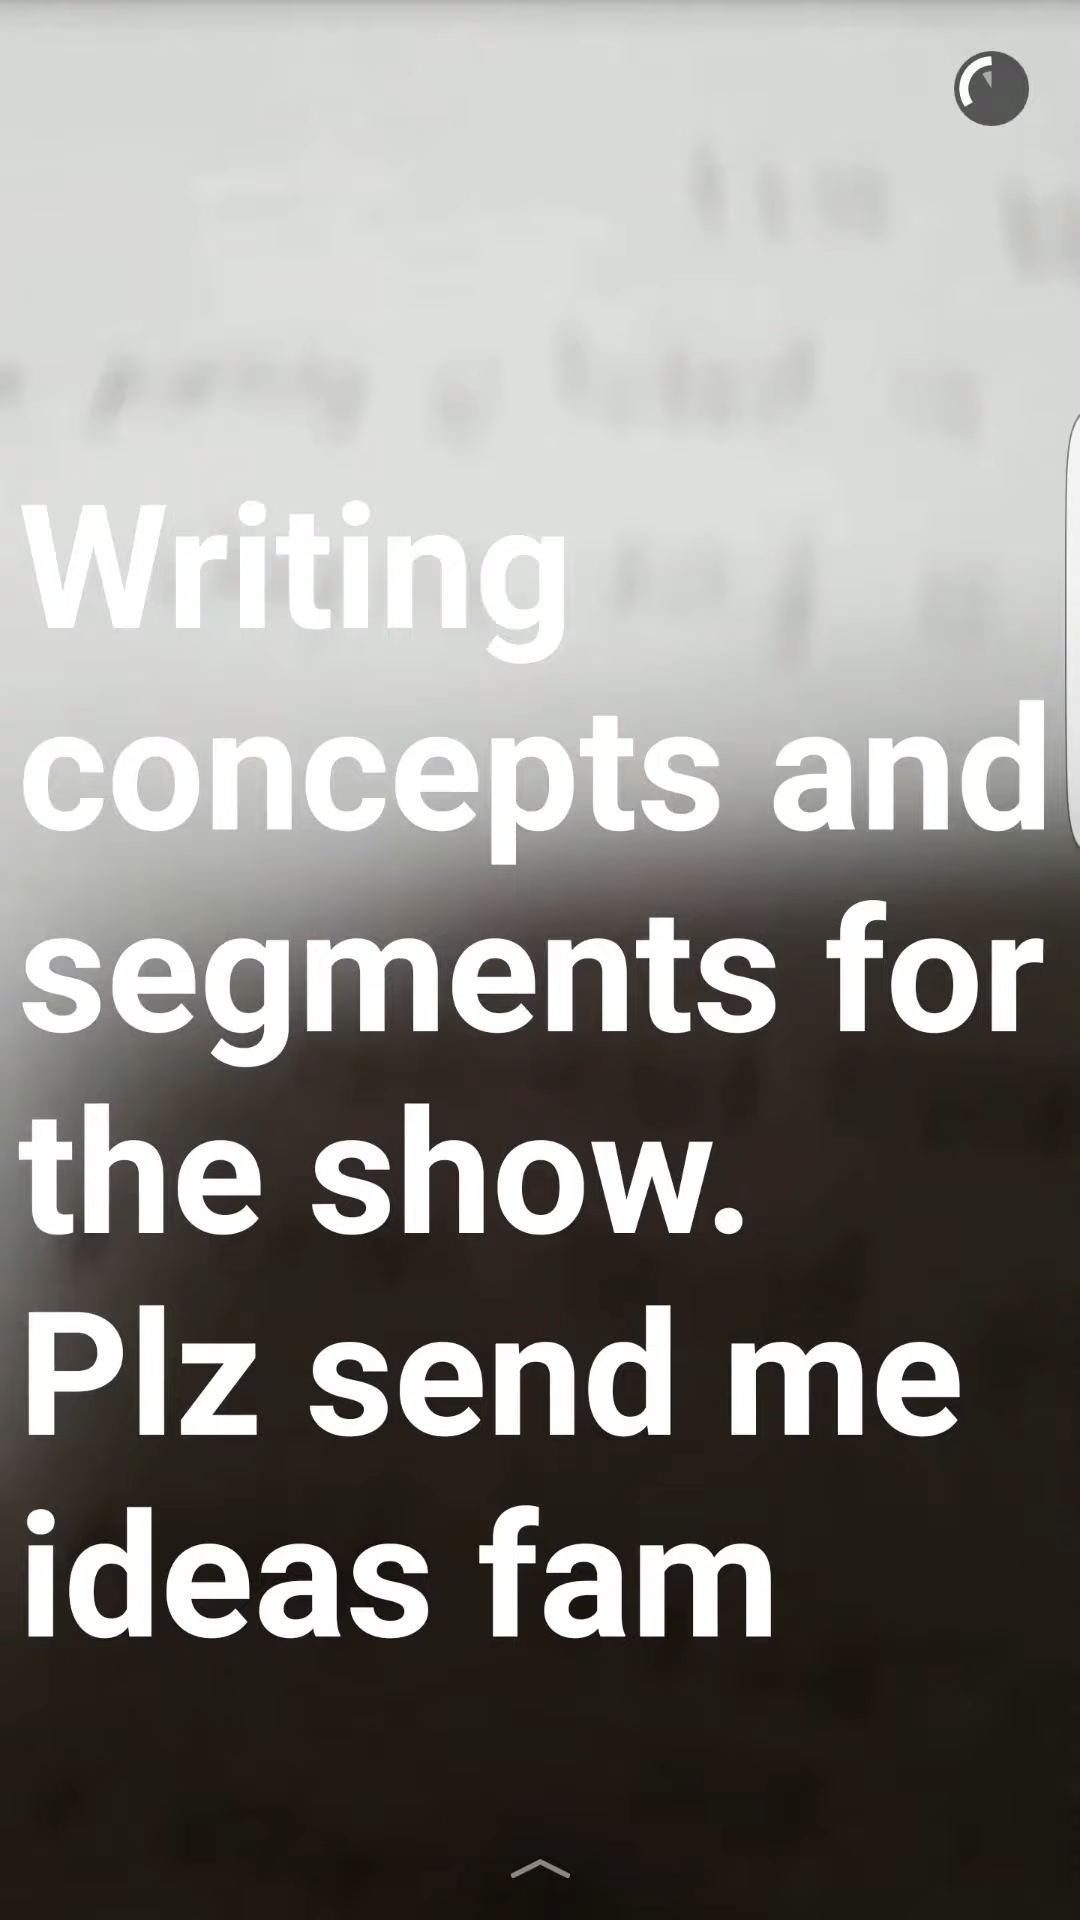 Writing
concepts and
segments for
the show.
Plz send me
ideas fam